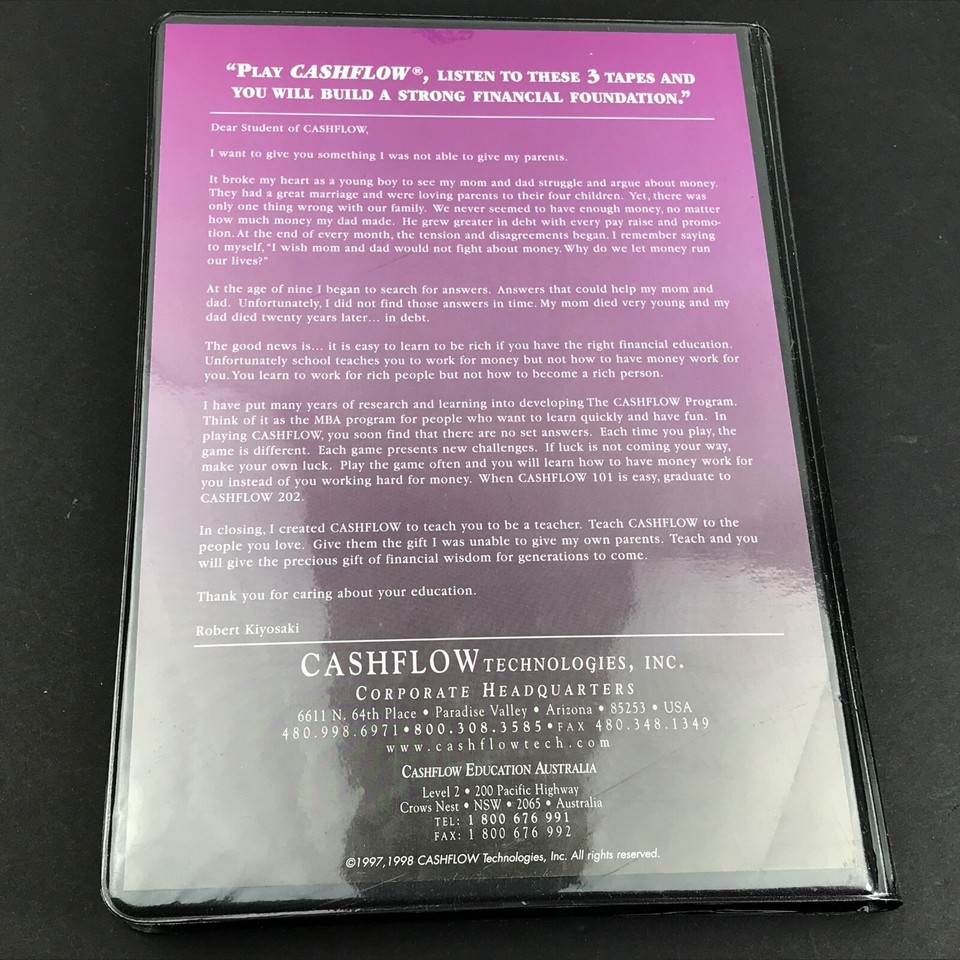 “PLAY CASHFLOW®, LISTEN TO THESE 3 TAPES AND
YOU WILL BUILD A STRONG FINANCIAL FOUNDATION.”
Dear Student of CASHFLOW,
I want to give you something I was not able to give my parents.
It broke my heart as a young boy to see my mom and dad struggle and argue about money.
They had a great marriage and were loving parents to their four children. Yet, there was
only one thing wrong with our family. We never seemed to have enough money, no matter
how much money my dad made. He grew greater in debt with every pay raise and promo-
tion. At the end of every month, the tension and disagreements began. I remember saying
to myself, "I wish mom and dad would not fight about money. Why do we let money run
our lives?"
At the age of nine I began to search for answers. Answers that could help my mom and
dad. Unfortunately, I did not find those answers in time. My mom died very young and my
dad died twenty years later... in debt.
The good news is... it is easy to learn to be rich if you have the right financial education.
Unfortunately school teaches you to work for money but not how to have money work for
you. You learn to work for rich people but not how to become a rich person.
I have put many years of research and learning into developing The CASHFLOW Program.
Think of it as the MBA program for people who want to learn quickly and have fun. In
playing CASHFLOW, you soon find that there are no set answers. Each time you play, the
game is different. Each game presents new challenges. If luck is not coming your way,
make your own luck. Play the game often and you will learn how to have money work for
you instead of you working hard for money. When CASHFLOW 101 is easy, graduate to
CASHFLOW 202.
In closing, I created CASHFLOW to teach you to be a teacher. Teach CASHFLOW to the
people you love. Give them the gift I was unable to give my own parents. Teach and you
will give the precious gift of financial wisdom for generations to come.
Thank you for caring about your education.
Robert Kiyosaki
CASHFLOW TECHNOLOGIES, INC.
CORPORATE HEADQUARTERS
6611 N. 64th Place • Paradise Valley • Arizona • 85253 • USA
480.998.6971 • 800.308.3585 • FAX 480.348.1349
www.cashflowtech.com
CASHFLOW EDUCATION AUSTRALIA
Level 2 • 200 Pacific Highway
Crows Nest • NSW • 2065 • Australia
TEL: 1 800 676 991
FAX: 1 800 676 992
©1997,1998 CASHFLOW Technologies, Inc. All rights reserved.